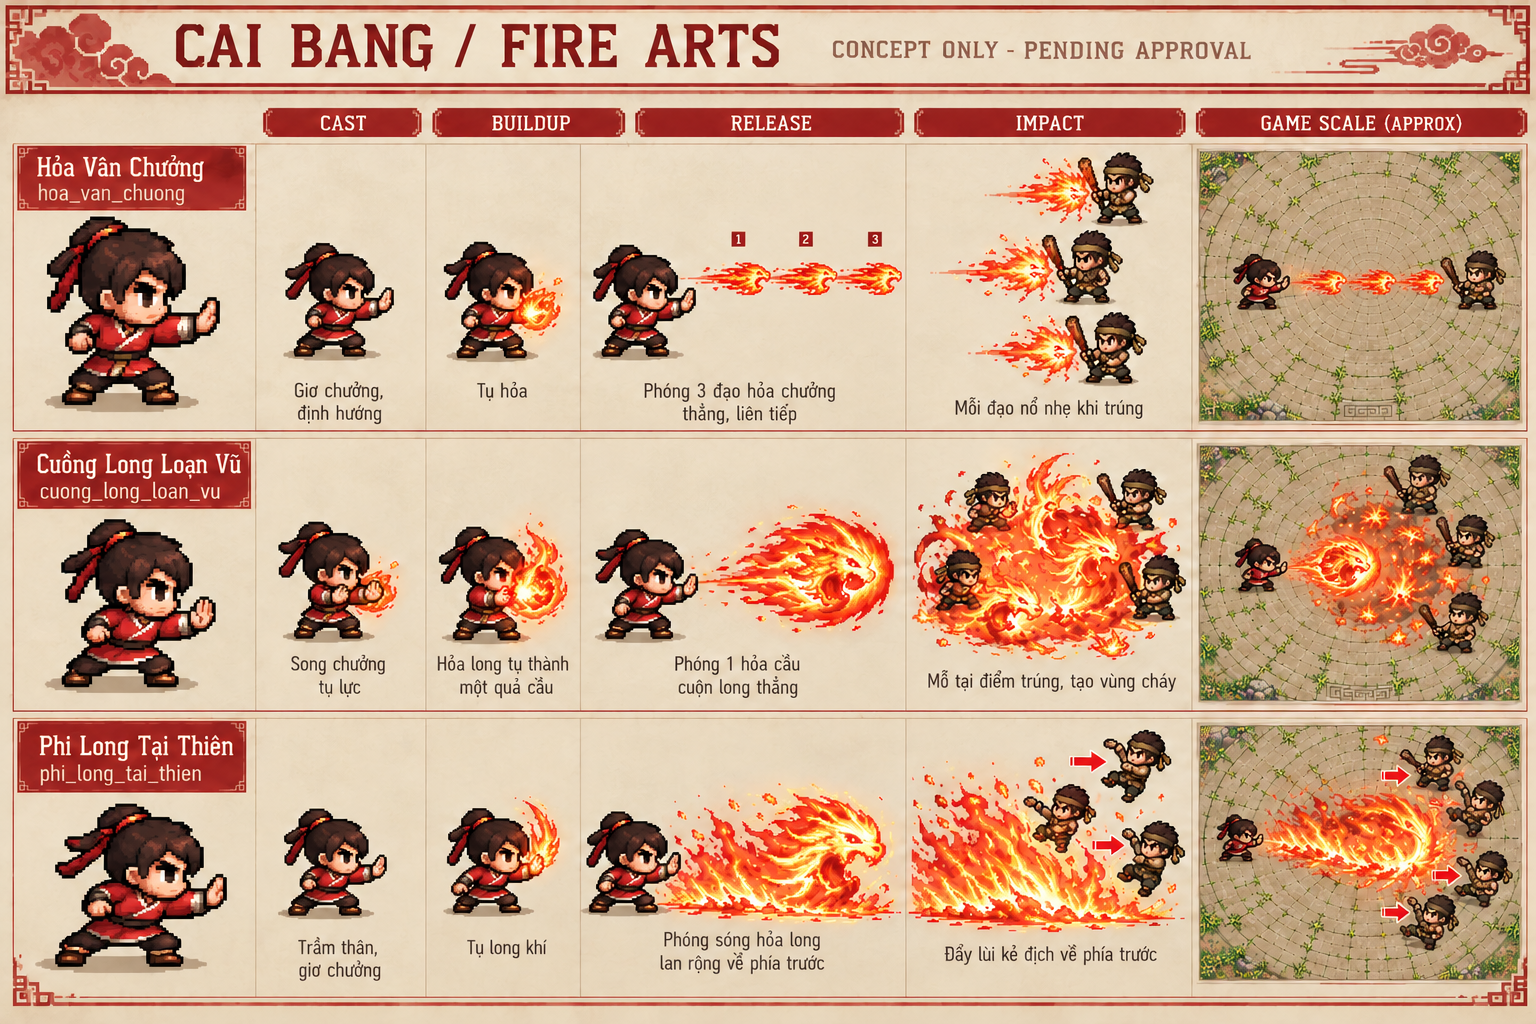 CAI BANG / FIRE ARTS
CONCEPT ONLY - PENDING APPROVAL
CAST
BUILDUP
RELEASE
IMPACT
GAME SCALE (APPROX)
Hỏa Vân Chưởng
hoa_van_chuong
Giơ chưởng,
định hướng
Tụ hỏa
1
2
3
Phóng 3 đạo hỏa chưởng
thẳng, liên tiếp
Mỗi đạo nổ nhẹ khi trúng
Cuồng Long Loạn Vũ
cuong_long_loan_vu
Song chưởng
tụ lực
Hỏa long tụ thành
một quả cầu
Phóng 1 hỏa cầu
cuộn long thẳng
Mỗ tại điểm trúng, tạo vùng cháy
Phi Long Tại Thiên
phi_long_tai_thien
Trầm thân,
giơ chưởng
Tụ long khí
Phóng sóng hỏa long
lan rộng về phía trước
Đẩy lùi kẻ địch về phía trước